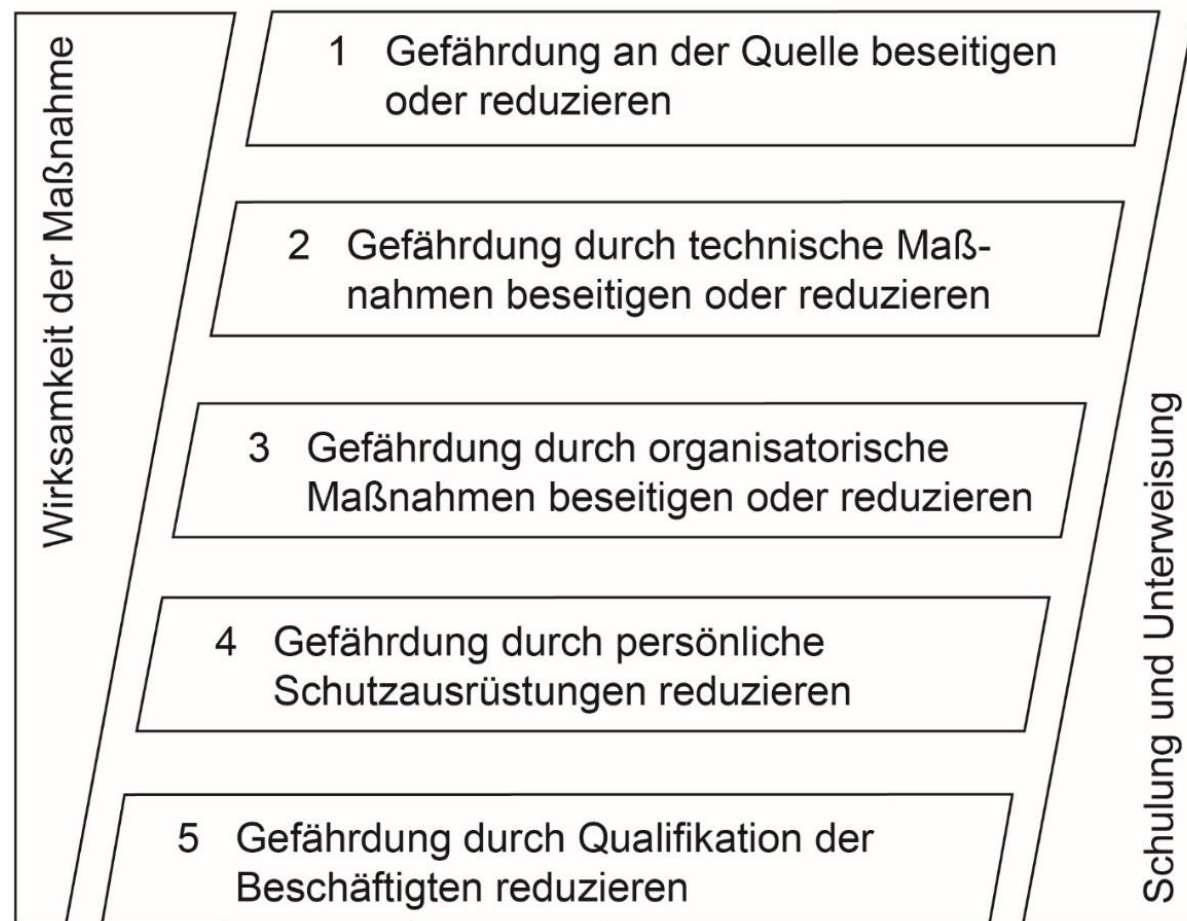 Wirksamkeit der Maßnahme
1 Gefährdung an der Quelle beseitigen
oder reduzieren
2 Gefährdung durch technische Maß-
nahmen beseitigen oder reduzieren
3 Gefährdung durch organisatorische
Maßnahmen beseitigen oder reduzieren
4 Gefährdung durch persönliche
Schutzausrüstungen reduzieren
5 Gefährdung durch Qualifikation der
Beschäftigten reduzieren
Schulung und Unterweisung